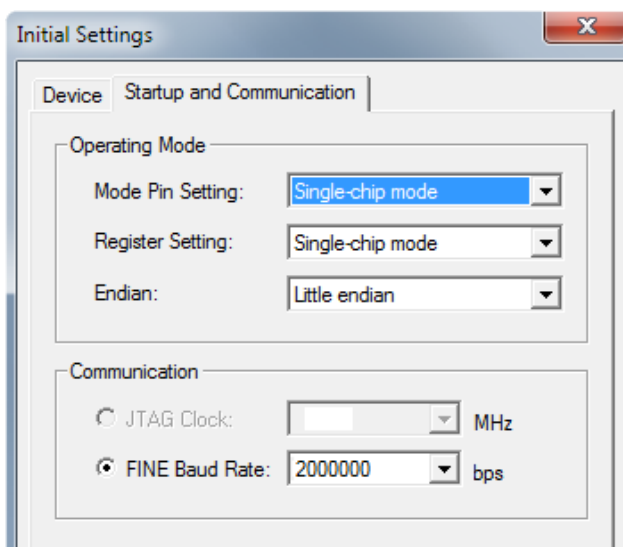 Initial Settings
Device Startup and Communication
Operating Mode
Mode Pin Setting: Single-chip mode
Register Setting: Single-chip mode
Endian: Little endian
Communication
JTAG Clock: MHz
FINE Baud Rate: 2000000 bps